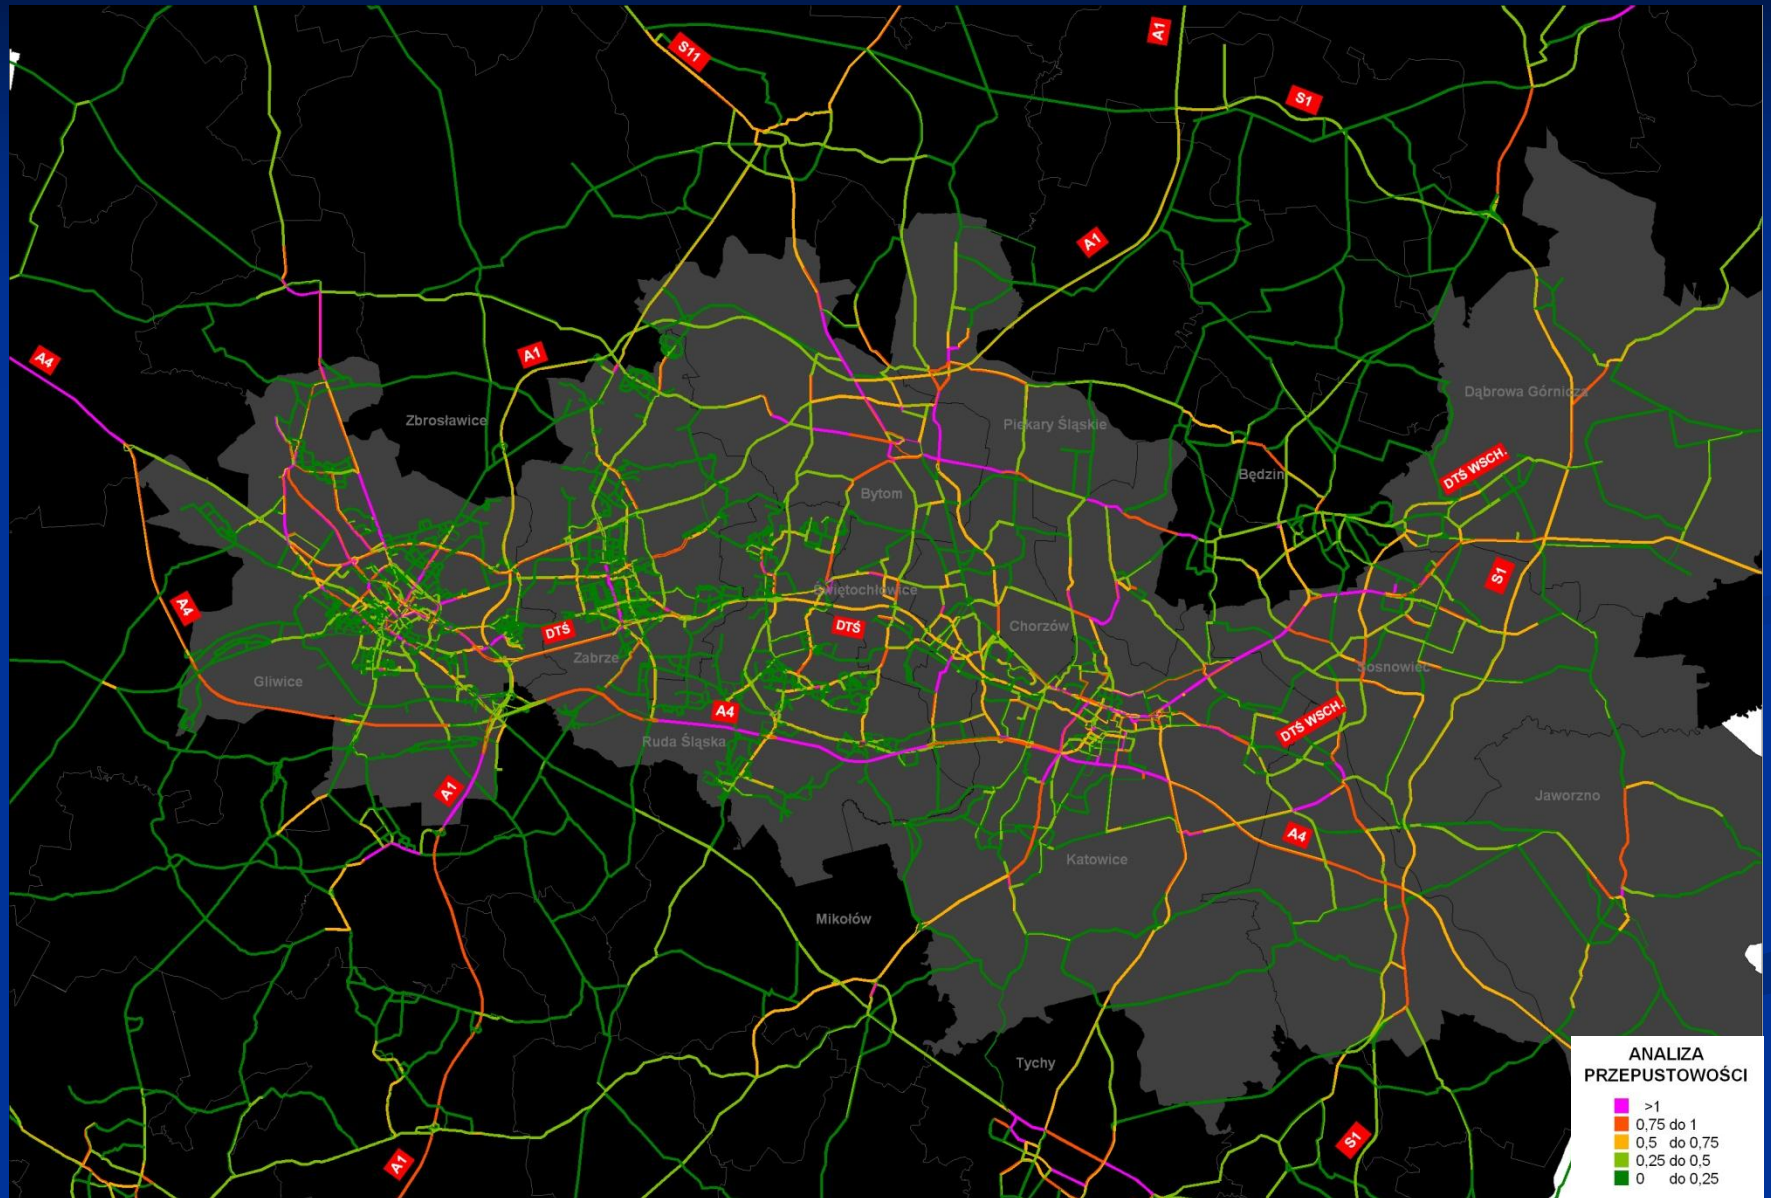 S11
A1
S1
A1
A4
A1
Zbrosławice
Dąbrowa Górnicza
Piekary Śląskie
DTŚ WSCH.
Będzin
Bytom
A4
S1
Świętochłowice
DTŚ
DTŚ
Chorzów
Zabrze
Sosnowiec
Gliwice
A4
DTŚ WSCH.
Ruda Śląska
A1
Jaworzno
A4
Katowice
Mikołów
Tychy
S1
A1
ANALIZA
PRZEPUSTOWOŚCI
>1
0,75 do 1
0,5 do 0,75
0,25 do 0,5
0 do 0,25